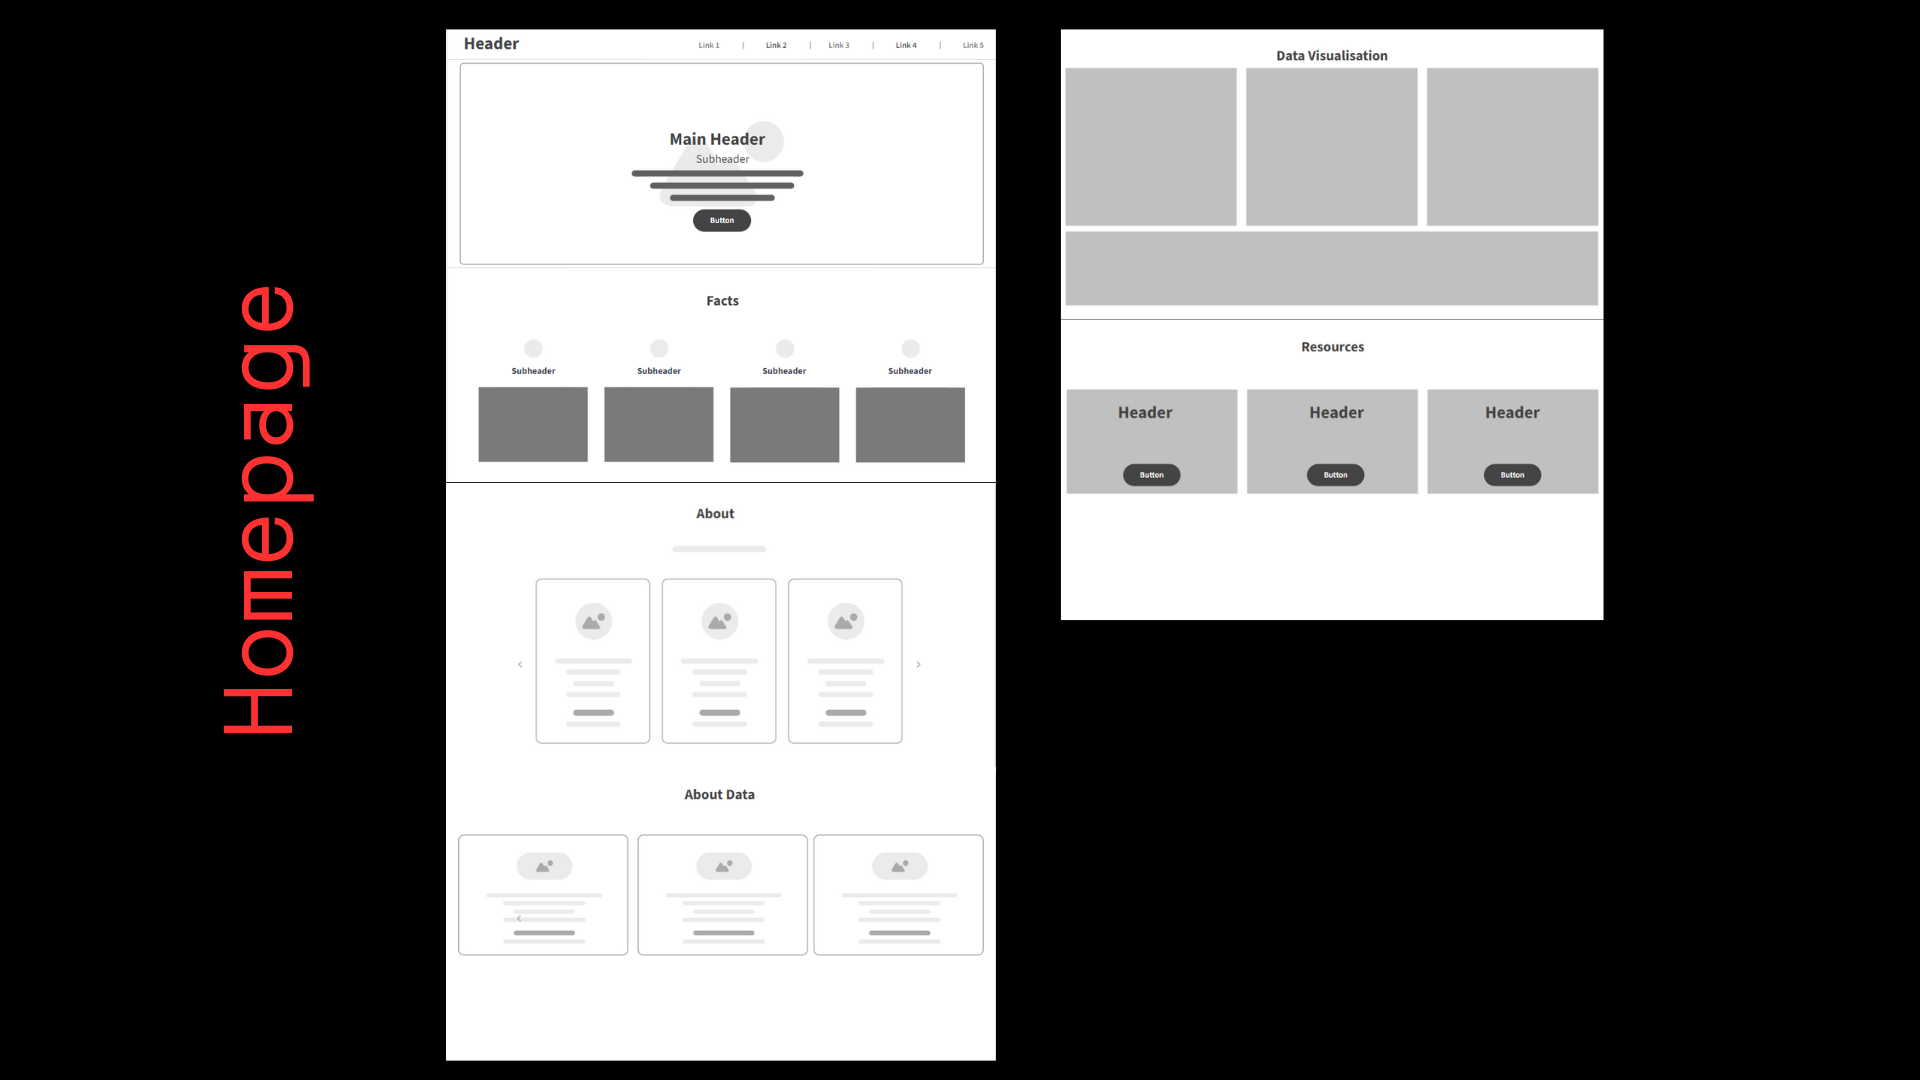 Homepage
Header
Link 1 | Link 2 | Link 3 | Link 4 | Link 5
Main Header
Subheader
Button
Facts
Subheader Subheader Subheader Subheader
About
About Data
Data Visualisation
Resources
Header Header Header
Button Button Button